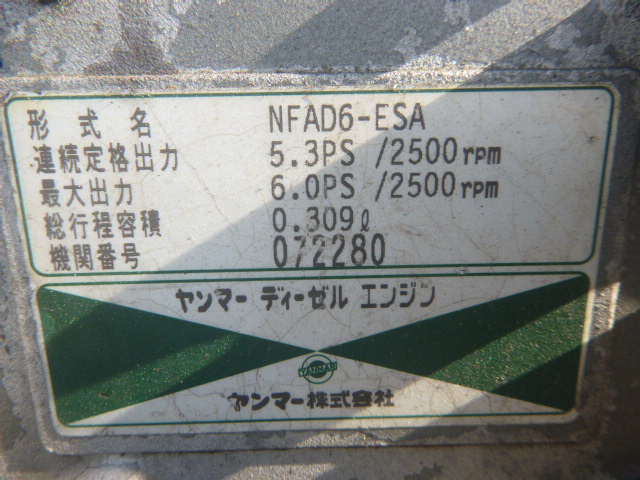 形式名 NFAD6-ESA
連続定格出力 5.3PS /2500rpm
最大出力 6.0PS /2500rpm
総行程容積 0.309ℓ
機関番号 072280
ヤンマー ディーゼル エンジン
YANMAR
ヤンマー株式会社